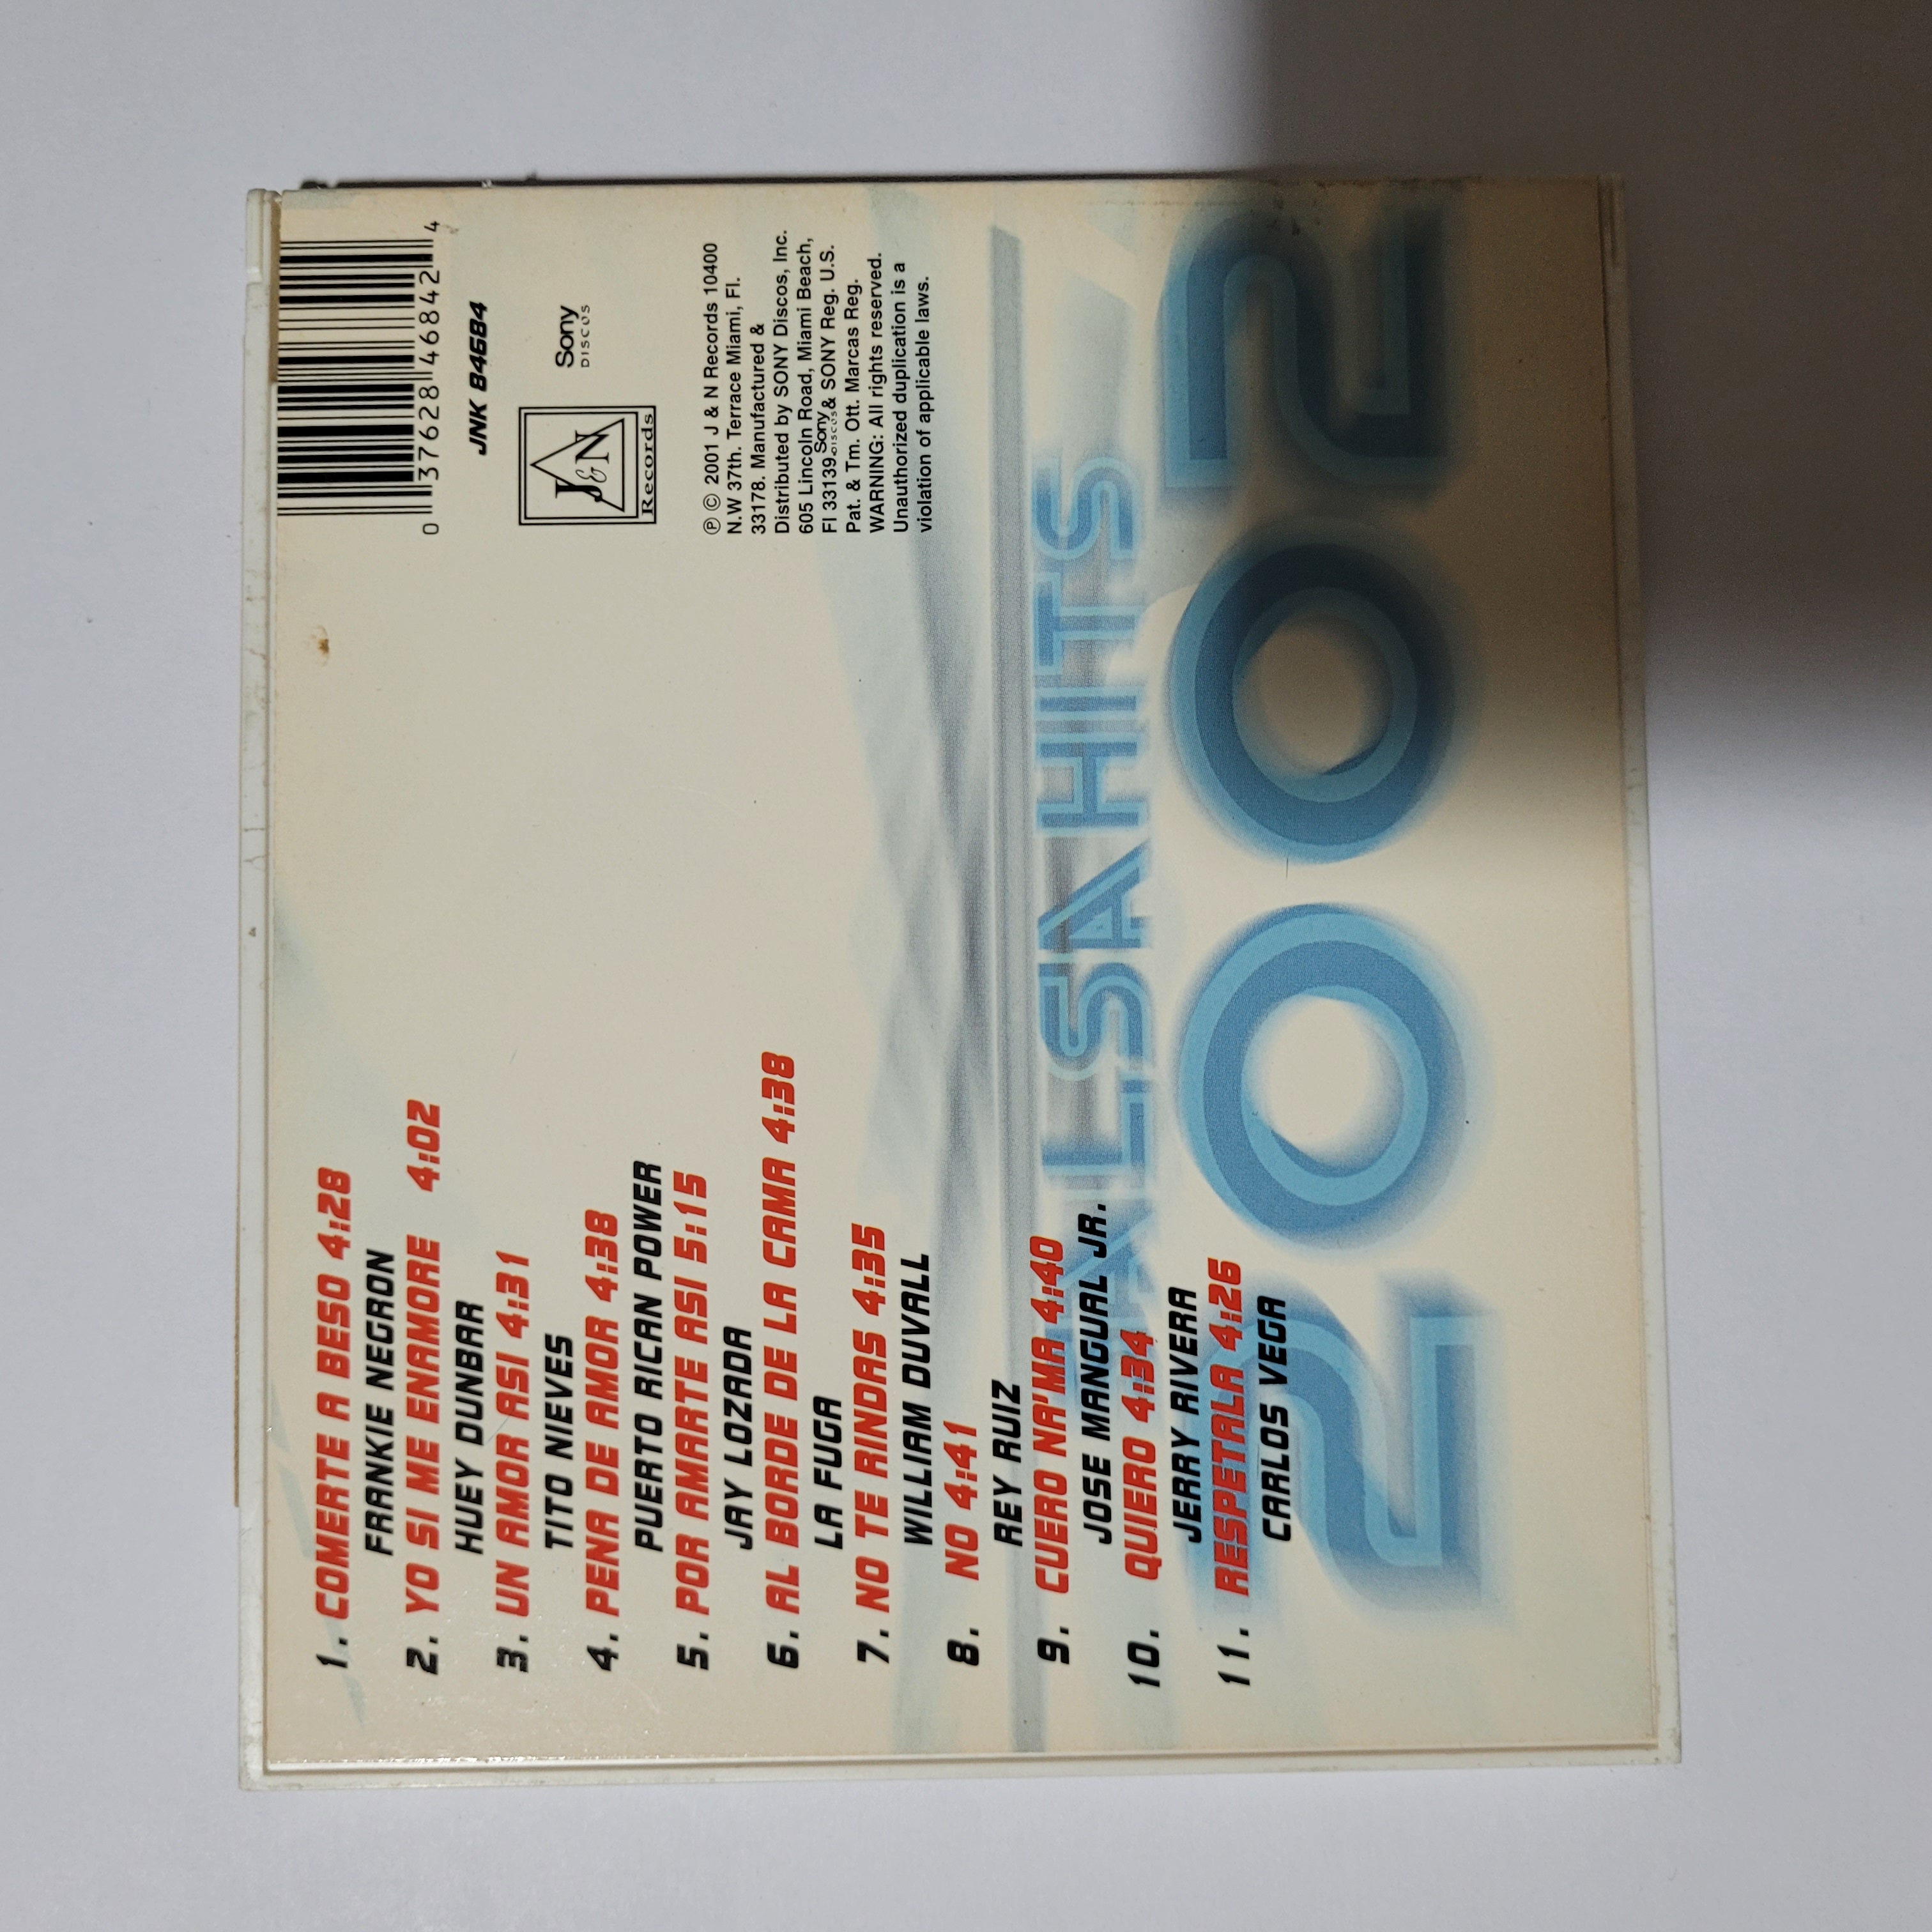 1. COMERTE A BESO 4:28
FRANKIE NEGRON
2. YO SI ME ENAMORE 4:02
HUEY DUNBAR
3. UN AMOR ASI 4:31
TITO NIEVES
4. PENA DE AMOR 4:38
PUERTO RICAN POWER
5. POR AMARTE ASI 5:15
JAY LOZADA
6. AL BORDE DE LA CAMA 4:38
LA FUGA
7. NO TE RINDAS 4:35
WILLIAM DUVALL
8. NO 4:41
REY RUIZ
9. CUERO NA'MA 4:40
JOSE MANGUAL JR.
10. QUIERO 4:34
JERRY RIVERA
11. RESPETALA 4:26
CARLOS VEGA
0 37628 46842 4
JNK 84684
J&N
Records
Sony
DISCOS
Ⓟ © 2001 J & N Records 10400
N.W 37th. Terrace Miami, Fl.
33178. Manufactured &
Distributed by SONY Discos, Inc.
605 Lincoln Road, Miami Beach,
Fl 33139 Sony DISCOS & SONY Reg. U.S.
Pat. & Tm. Ott. Marcas Reg.
WARNING: All rights reserved.
Unauthorized duplication is a
violation of applicable laws.
SALSA HITS
2002